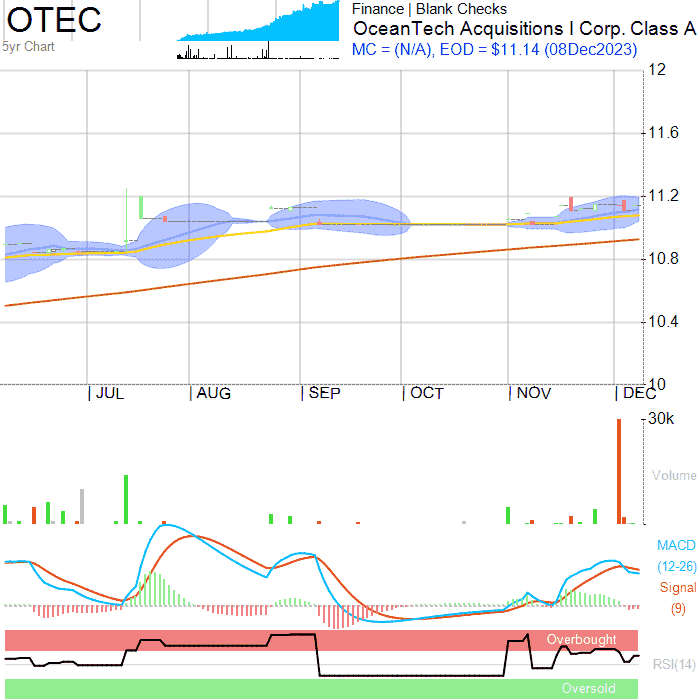 OTEC
5yr Chart
Finance | Blank Checks
OceanTech Acquisitions I Corp. Class A
MC = (N/A), EOD = $11.14 (08Dec2023)
12
11.6
11.2
10.8
10.4
10
| JUL | AUG | SEP | OCT | NOV | DEC
30k
Volume
MACD
(12-26)
Signal
(9)
Overbought
RSI(14)
Oversold